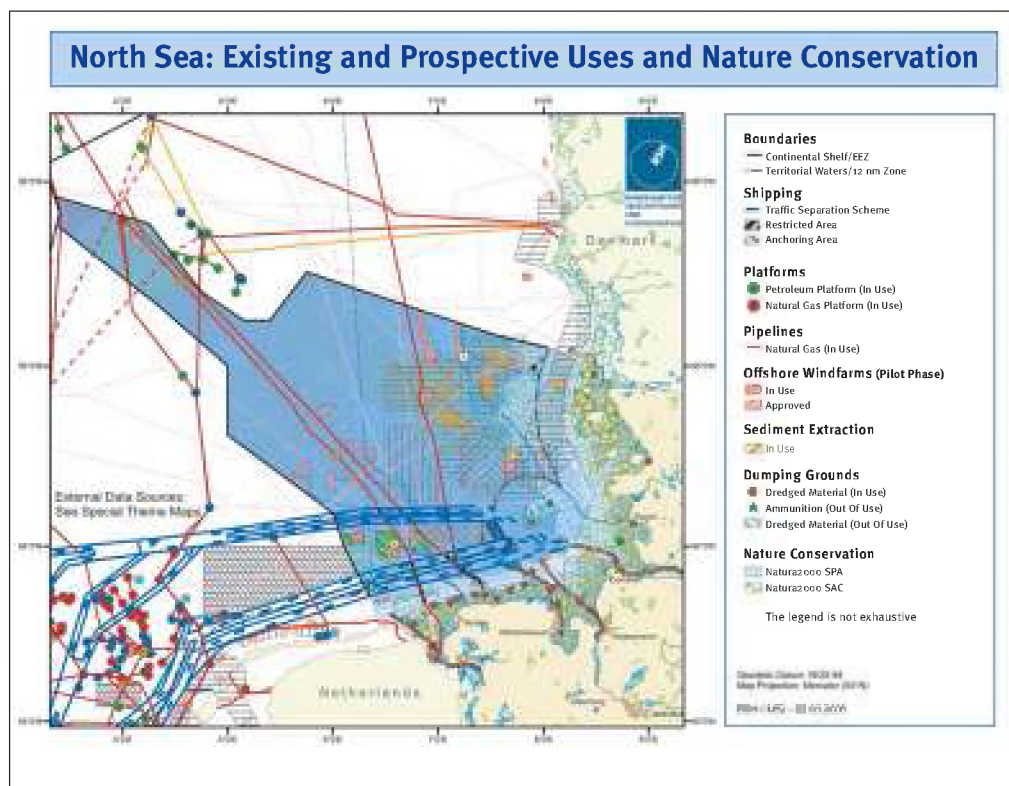 North Sea: Existing and Prospective Uses and Nature Conservation
Denmark
External Data Sources:
See Special Theme Maps
Netherlands
Boundaries
Continental Shelf/EEZ
Territorial Waters/12 nm Zone
Shipping
Traffic Separation Scheme
Restricted Area
Anchoring Area
Platforms
Petroleum Platform (In Use)
Natural Gas Platform (In Use)
Pipelines
Natural Gas (In Use)
Offshore Windfarms (Pilot Phase)
In Use
Approved
Sediment Extraction
In Use
Dumping Grounds
Dredged Material (In Use)
Ammunition (Out Of Use)
Dredged Material (Out Of Use)
Nature Conservation
Natura2000 SPA
Natura2000 SAC
The legend is not exhaustive